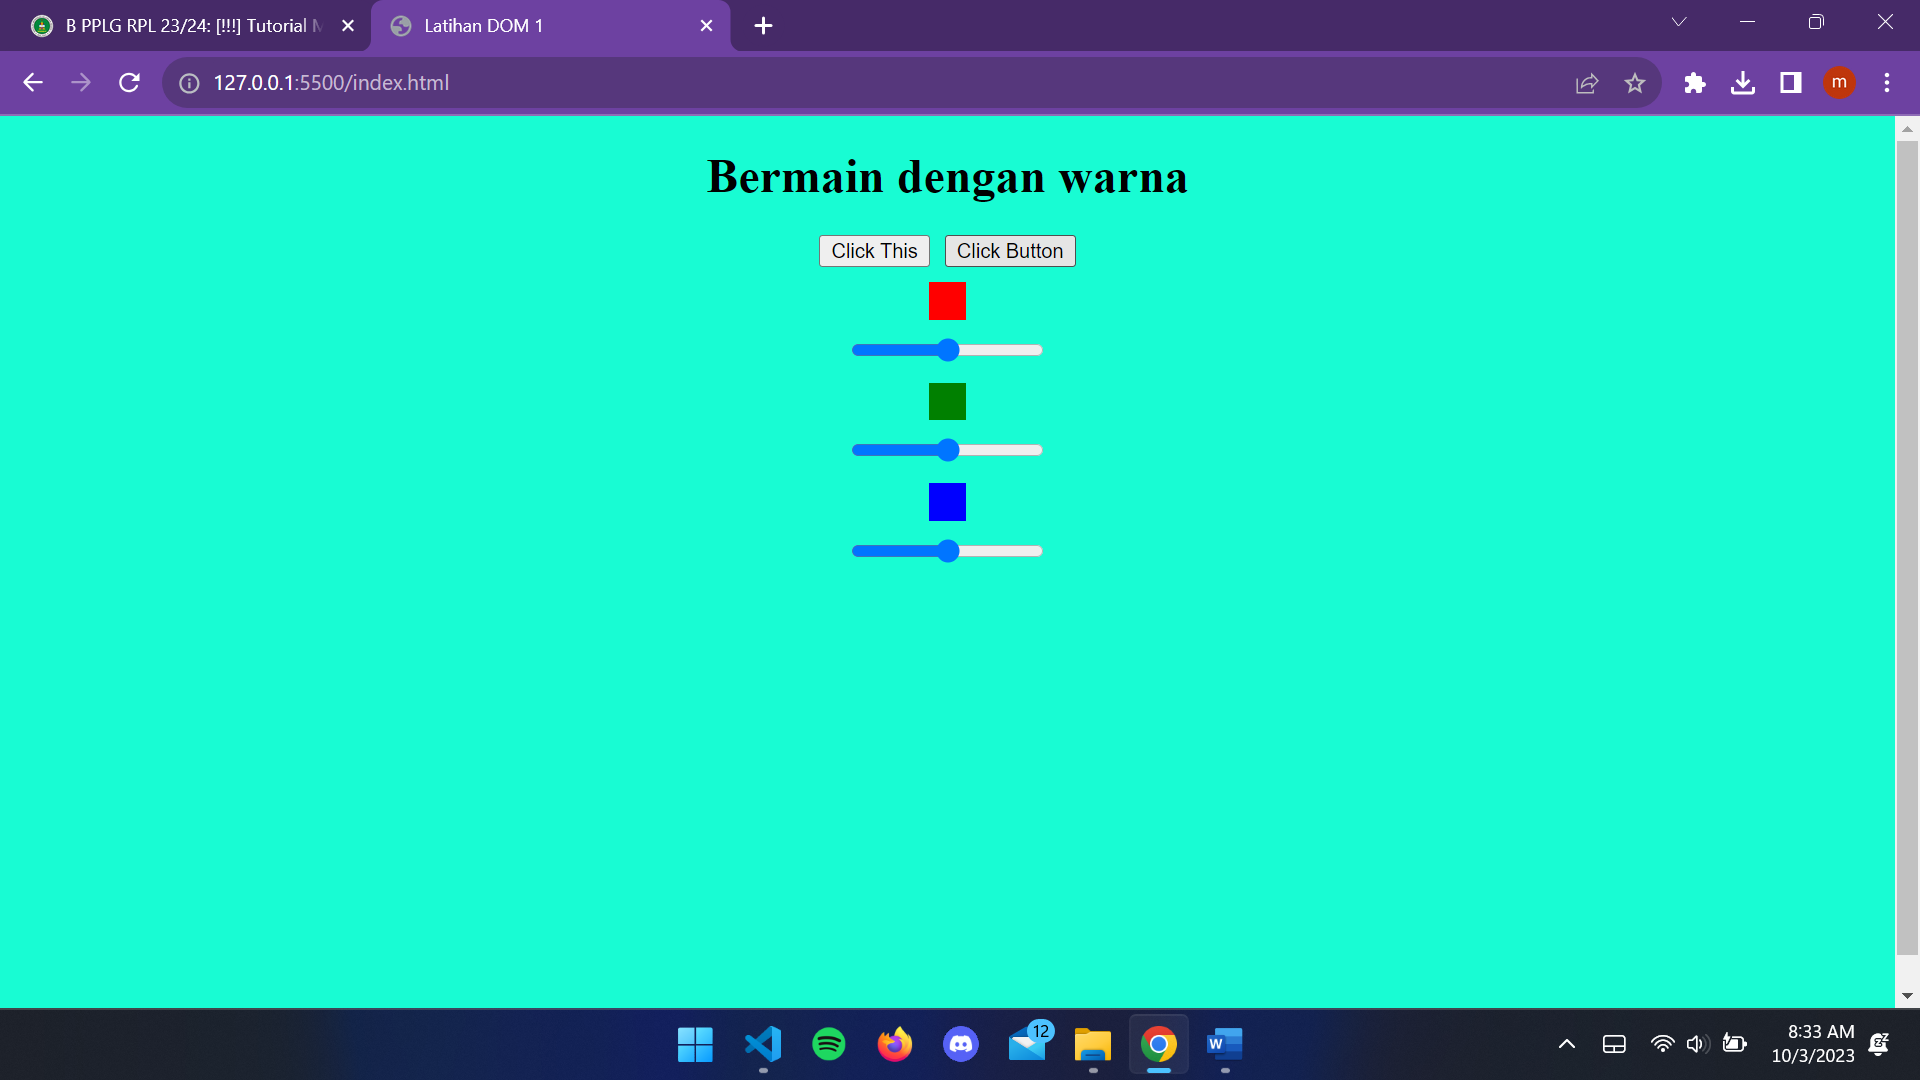 B PPLG RPL 23/24: [!!!] Tutorial
Latihan DOM 1
127.0.0.1:5500/index.html
m
Bermain dengan warna
Click This
Click Button
12
W
8:33 AM
10/3/2023